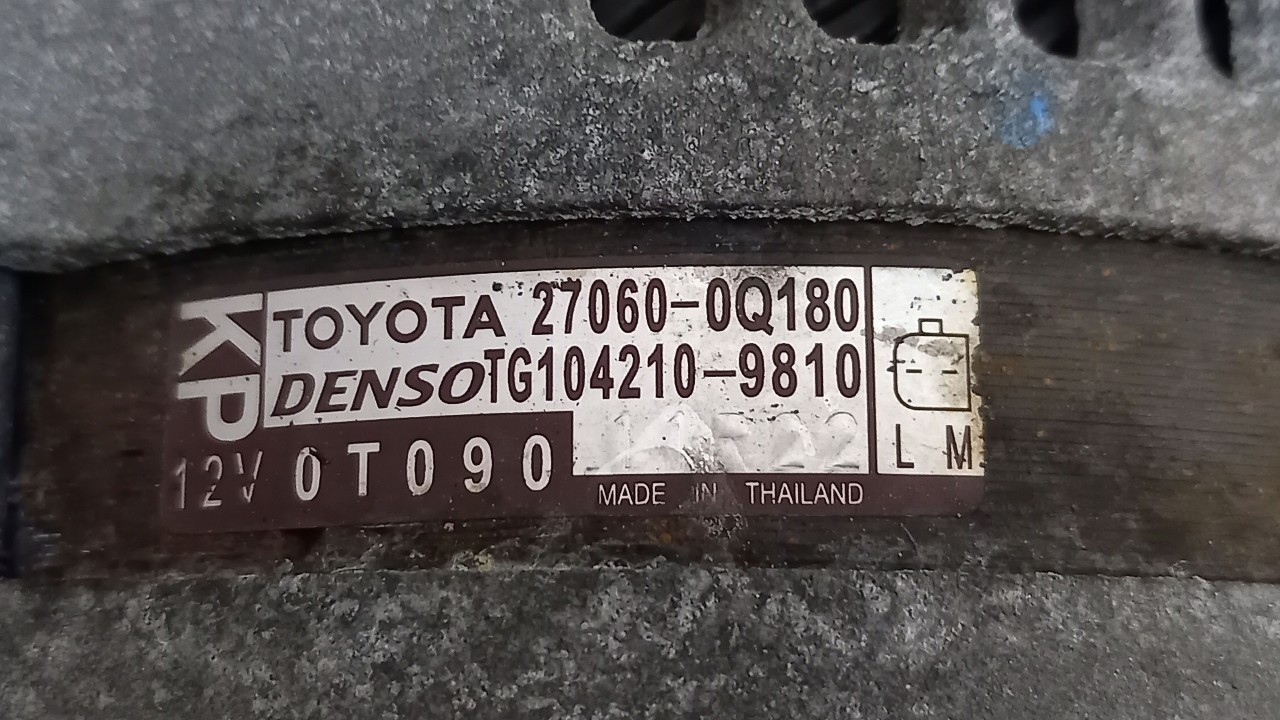 KP
TOYOTA 27060-0Q180
DENSO TG104210-9810
12V 0T090
MADE IN THAILAND
L M